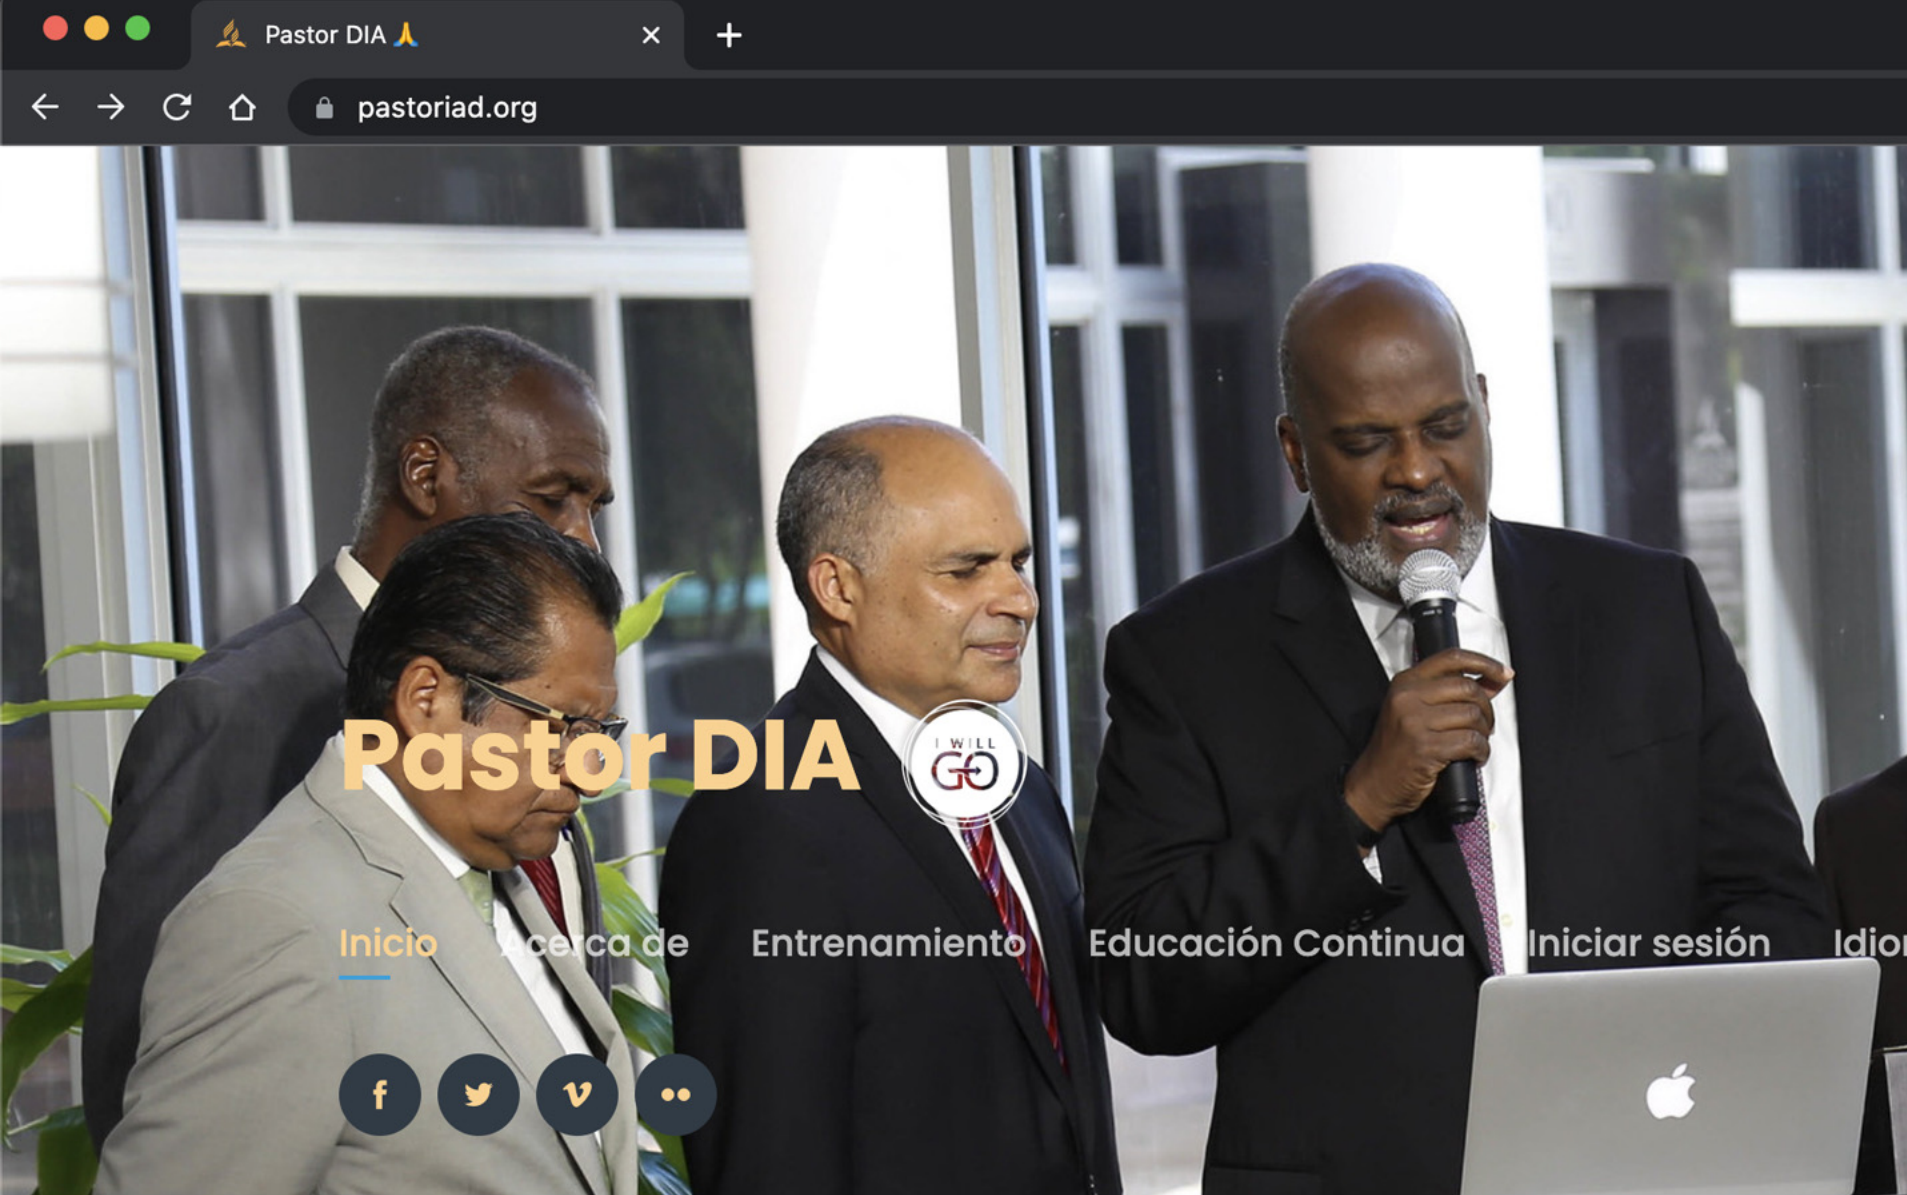 Pastor DIA 🙏
pastoriad.org
Pastor DIA
I WILL
GO
Inicio Acerca de Entrenamiento Educación Continua Iniciar sesión